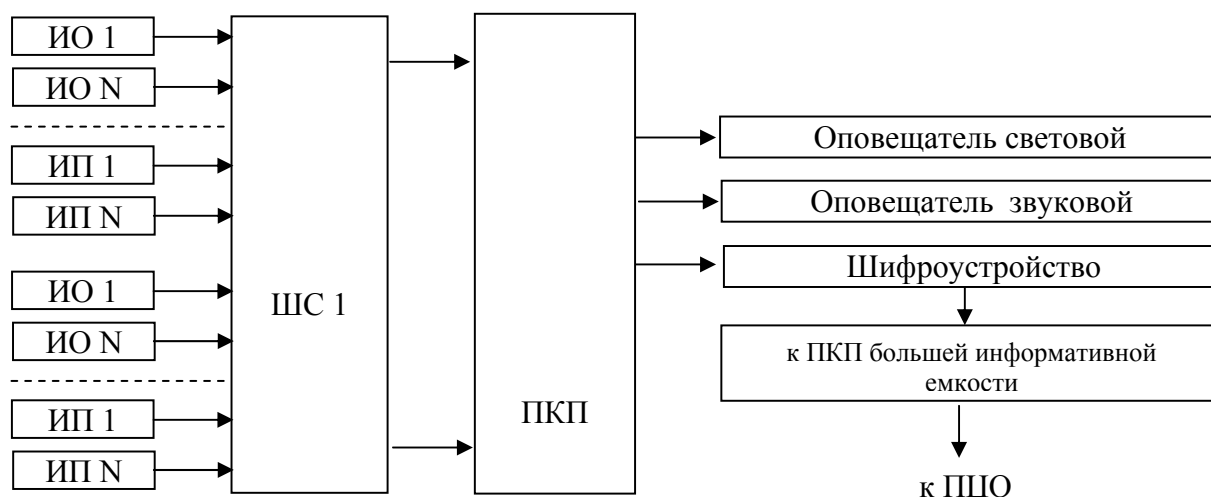 ИО 1
ИО N
ИП 1
ИП N
ИО 1
ИО N
ИП 1
ИП N
ШС 1
ПКП
Оповещатель световой
Оповещатель звуковой
Шифроустройство
к ПКП большей информативной
емкости
к ПЦО